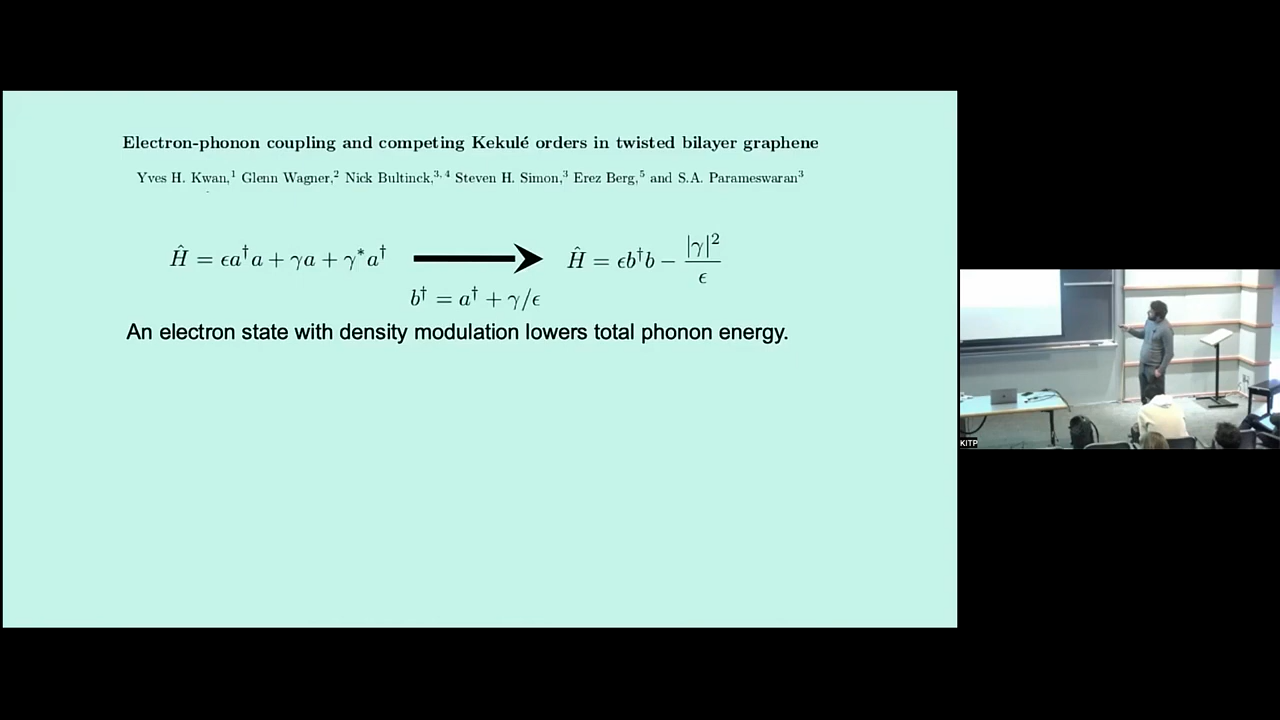 Electron-phonon coupling and competing Kekulé orders in twisted bilayer graphene
Yves H. Kwan,¹ Glenn Wagner,² Nick Bultinck,³,⁴ Steven H. Simon,³ Erez Berg,⁵ and S.A. Parameswaran³
Ĥ = ϵa†a + γa + γ*a† Ĥ = ϵb†b − |γ|²/ϵ
b† = a† + γ/ϵ
An electron state with density modulation lowers total phonon energy.
KITP